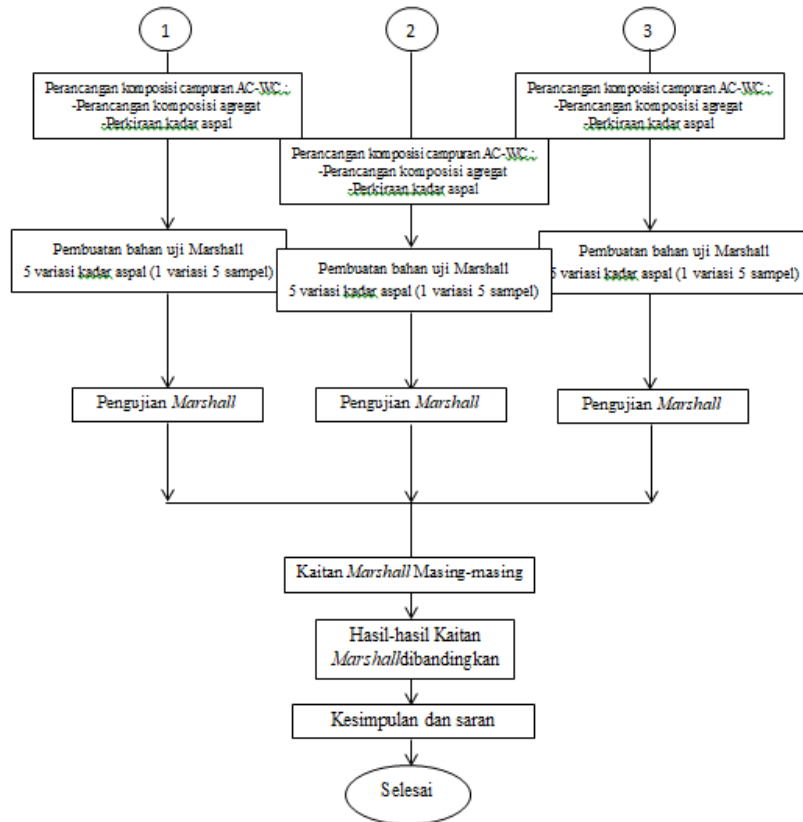 1
2
3
Perancangan komposisi campuran AC-WC.:
-Perancangan komposisi agregat
-Perkiraan kadar aspal
Perancangan komposisi campuran AC-WC.:
-Perancangan komposisi agregat
-Perkiraan kadar aspal
Perancangan komposisi campuran AC-WC.:
-Perancangan komposisi agregat
-Perkiraan kadar aspal
Pembuatan bahan uji Marshall
5 variasi kadar aspal (1 variasi 5 sampel)
Pembuatan bahan uji Marshall
5 variasi kadar aspal (1 variasi 5 sampel)
Pembuatan bahan uji Marshall
5 variasi kadar aspal (1 variasi 5 sampel)
Pengujian Marshall
Pengujian Marshall
Pengujian Marshall
Kaitan Marshall Masing-masing
Hasil-hasil Kaitan
Marshalldibandingkan
Kesimpulan dan saran
Selesai